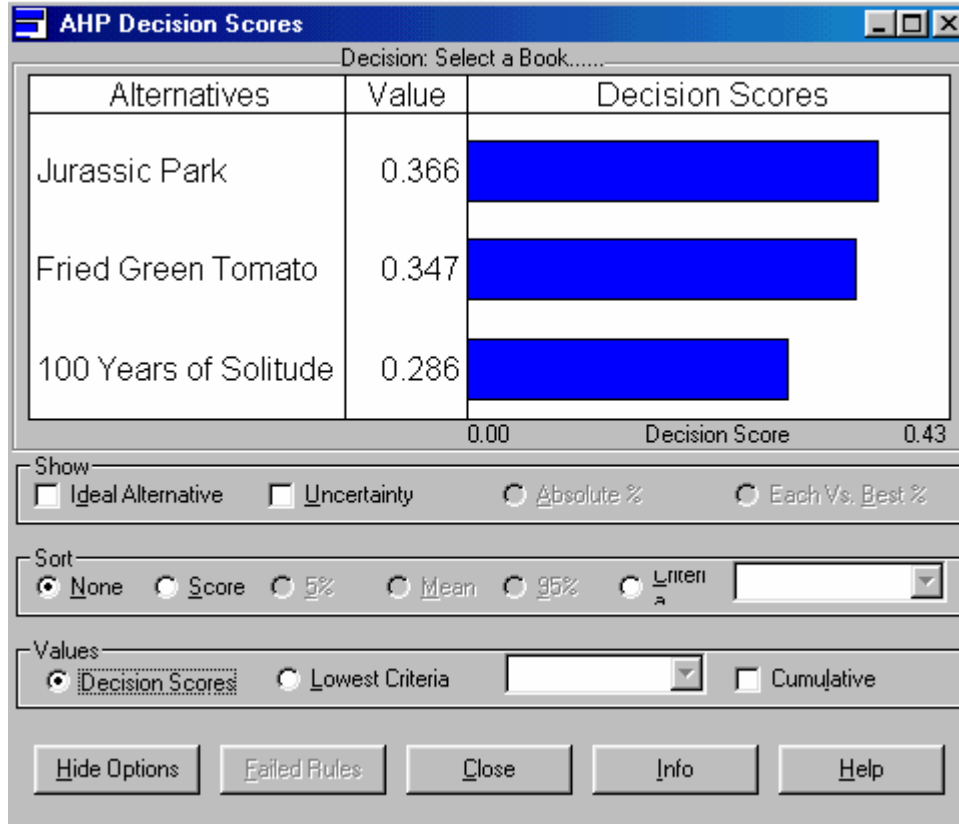 AHP Decision Scores
Decision: Select a Book......
Alternatives Value Decision Scores
Jurassic Park 0.366
Fried Green Tomato 0.347
100 Years of Solitude 0.286
0.00 Decision Score 0.43
Show
Ideal Alternative Uncertainty Absolute % Each Vs. Best %
Sort
None Score 5% Mean 95% Criteri
a
Values
Decision Scores Lowest Criteria Cumulative
Hide Options Failed Rules Close Info Help